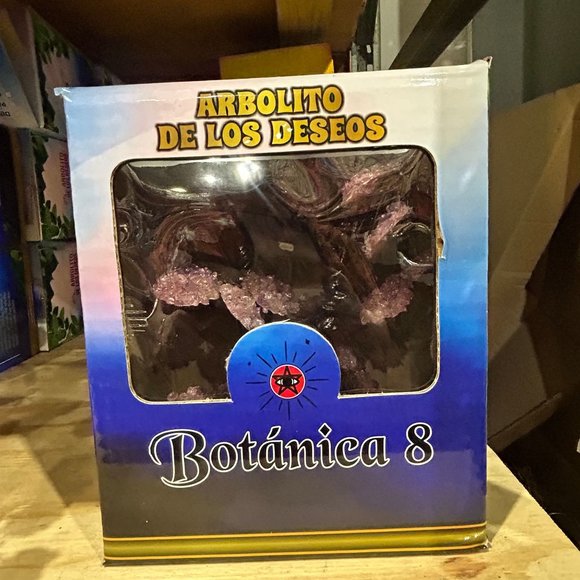 ARBOLITO
DE LOS DESEOS
Botánica 8